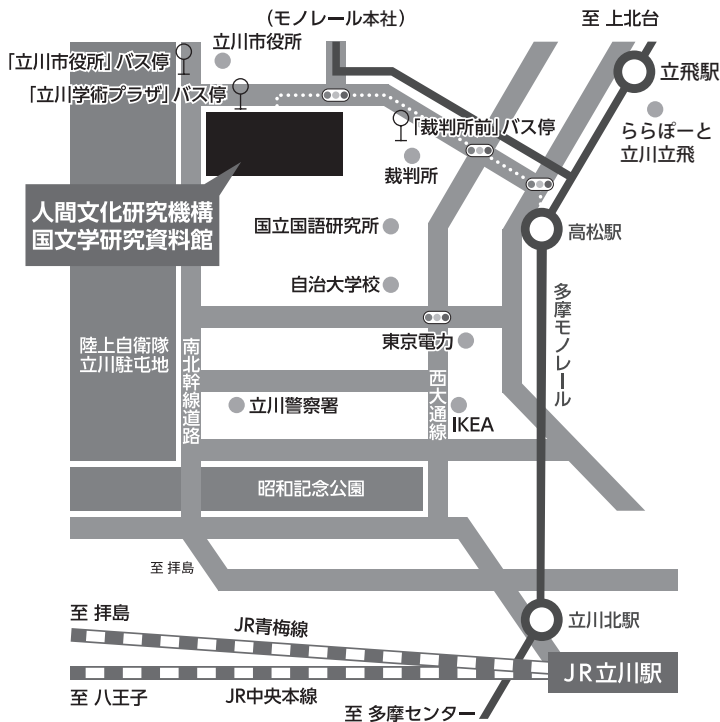 (モノレール本社)
至 上北台
立川市役所
「立川市役所」バス停
立飛駅
「立川学術プラザ」バス停
「裁判所前」バス停
ららぽーと
立川立飛
裁判所
人間文化研究機構
国文学研究資料館
国立国語研究所
高松駅
自治大学校
多摩モノレール
陸上自衛隊
立川駐屯地
南北幹線道路
東京電力
西大通線
立川警察署
IKEA
昭和記念公園
至 拝島
至 拝島
JR青梅線
立川北駅
JR立川駅
至 八王子
JR中央本線
至 多摩センター